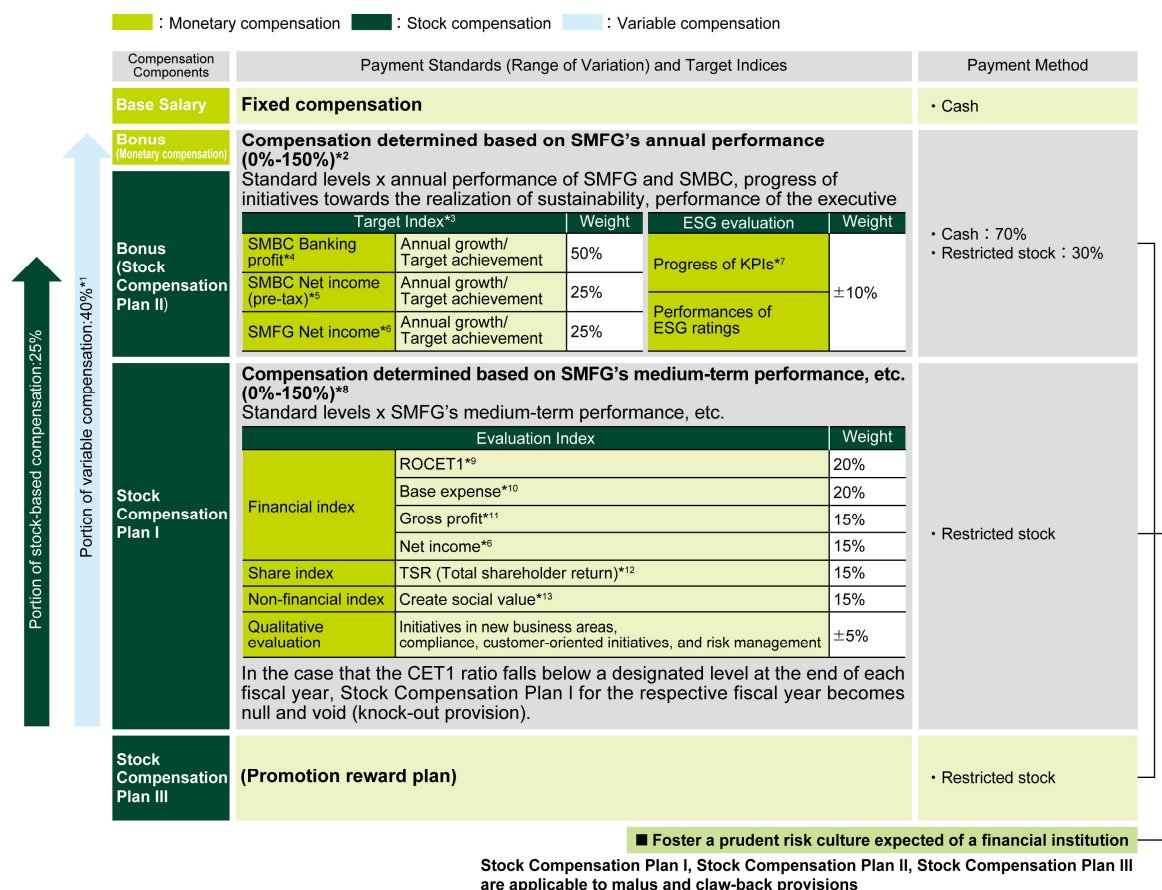 : Monetary compensation : Stock compensation : Variable compensation
Compensation Components
Payment Standards (Range of Variation) and Target Indices
Payment Method
Base Salary
Fixed compensation
・Cash
Bonus
(Monetary compensation)
Bonus
(Stock
Compensation
Plan II)
Compensation determined based on SMFG's annual performance
(0%-150%)*2
Standard levels x annual performance of SMFG and SMBC, progress of
initiatives towards the realization of sustainability, performance of the executive
Target Index*3 Weight
SMBC Banking profit*4 Annual growth/ Target achievement 50%
SMBC Net income (pre-tax)*5 Annual growth/ Target achievement 25%
SMFG Net income*6 Annual growth/ Target achievement 25%
ESG evaluation Weight
Progress of KPIs*7
Performances of
ESG ratings
±10%
・Cash：70%
・Restricted stock：30%
Stock
Compensation
Plan I
Compensation determined based on SMFG's medium-term performance, etc.
(0%-150%)*8
Standard levels x SMFG's medium-term performance, etc.
Evaluation Index Weight
Financial index
ROCET1*9 20%
Base expense*10 20%
Gross profit*11 15%
Net income*6 15%
Share index TSR (Total shareholder return)*12 15%
Non-financial index Create social value*13 15%
Qualitative
evaluation
Initiatives in new business areas,
compliance, customer-oriented initiatives, and risk management
±5%
In the case that the CET1 ratio falls below a designated level at the end of each
fiscal year, Stock Compensation Plan I for the respective fiscal year becomes
null and void (knock-out provision).
・Restricted stock
Stock
Compensation
Plan III
(Promotion reward plan)
・Restricted stock
Portion of stock-based compensation:25%
Portion of variable compensation:40%*1
■ Foster a prudent risk culture expected of a financial institution
Stock Compensation Plan I, Stock Compensation Plan II, Stock Compensation Plan III
are applicable to malus and claw-back provisions